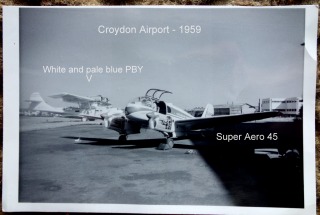 Croydon Airport - 1959
White and pale blue PBY
V
Super Aero 45